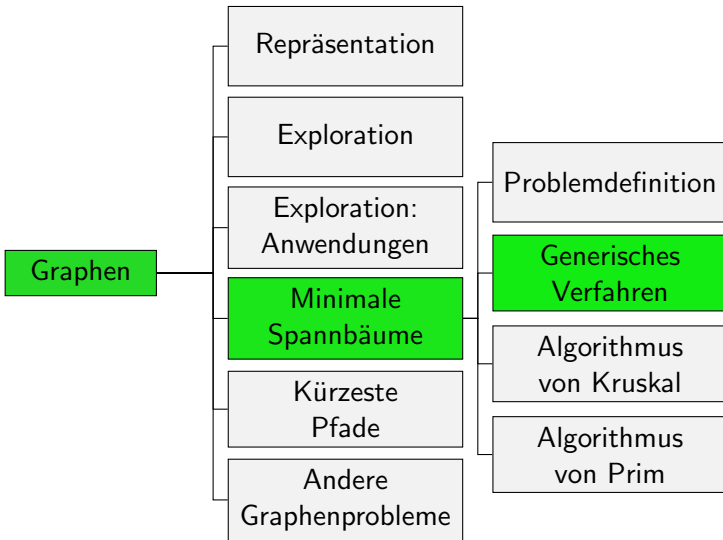 Graphen
Repräsentation
Exploration
Exploration:
Anwendungen
Minimale
Spannbäume
Kürzeste
Pfade
Andere
Graphenprobleme
Problemdefinition
Generisches
Verfahren
Algorithmus
von Kruskal
Algorithmus
von Prim